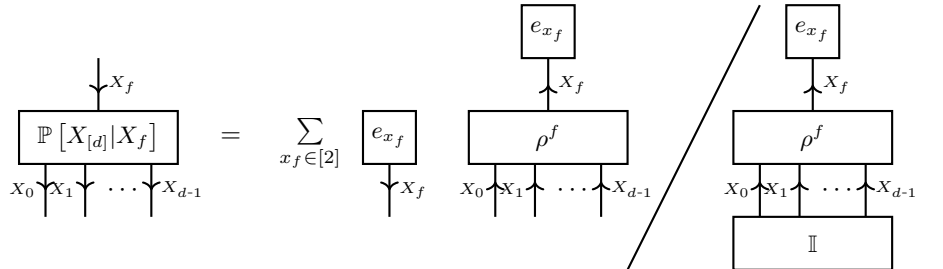 e_{x_f} e_{x_f}
X_f X_f X_f
ℙ [X_{[d]}|X_f] = ∑_{x_f∈[2]} e_{x_f} ρ^f ρ^f
X_0 X_1 ⋯ X_{d-1} X_f X_0 X_1 ⋯ X_{d-1} X_0 X_1 ⋯ X_{d-1}
𝕀